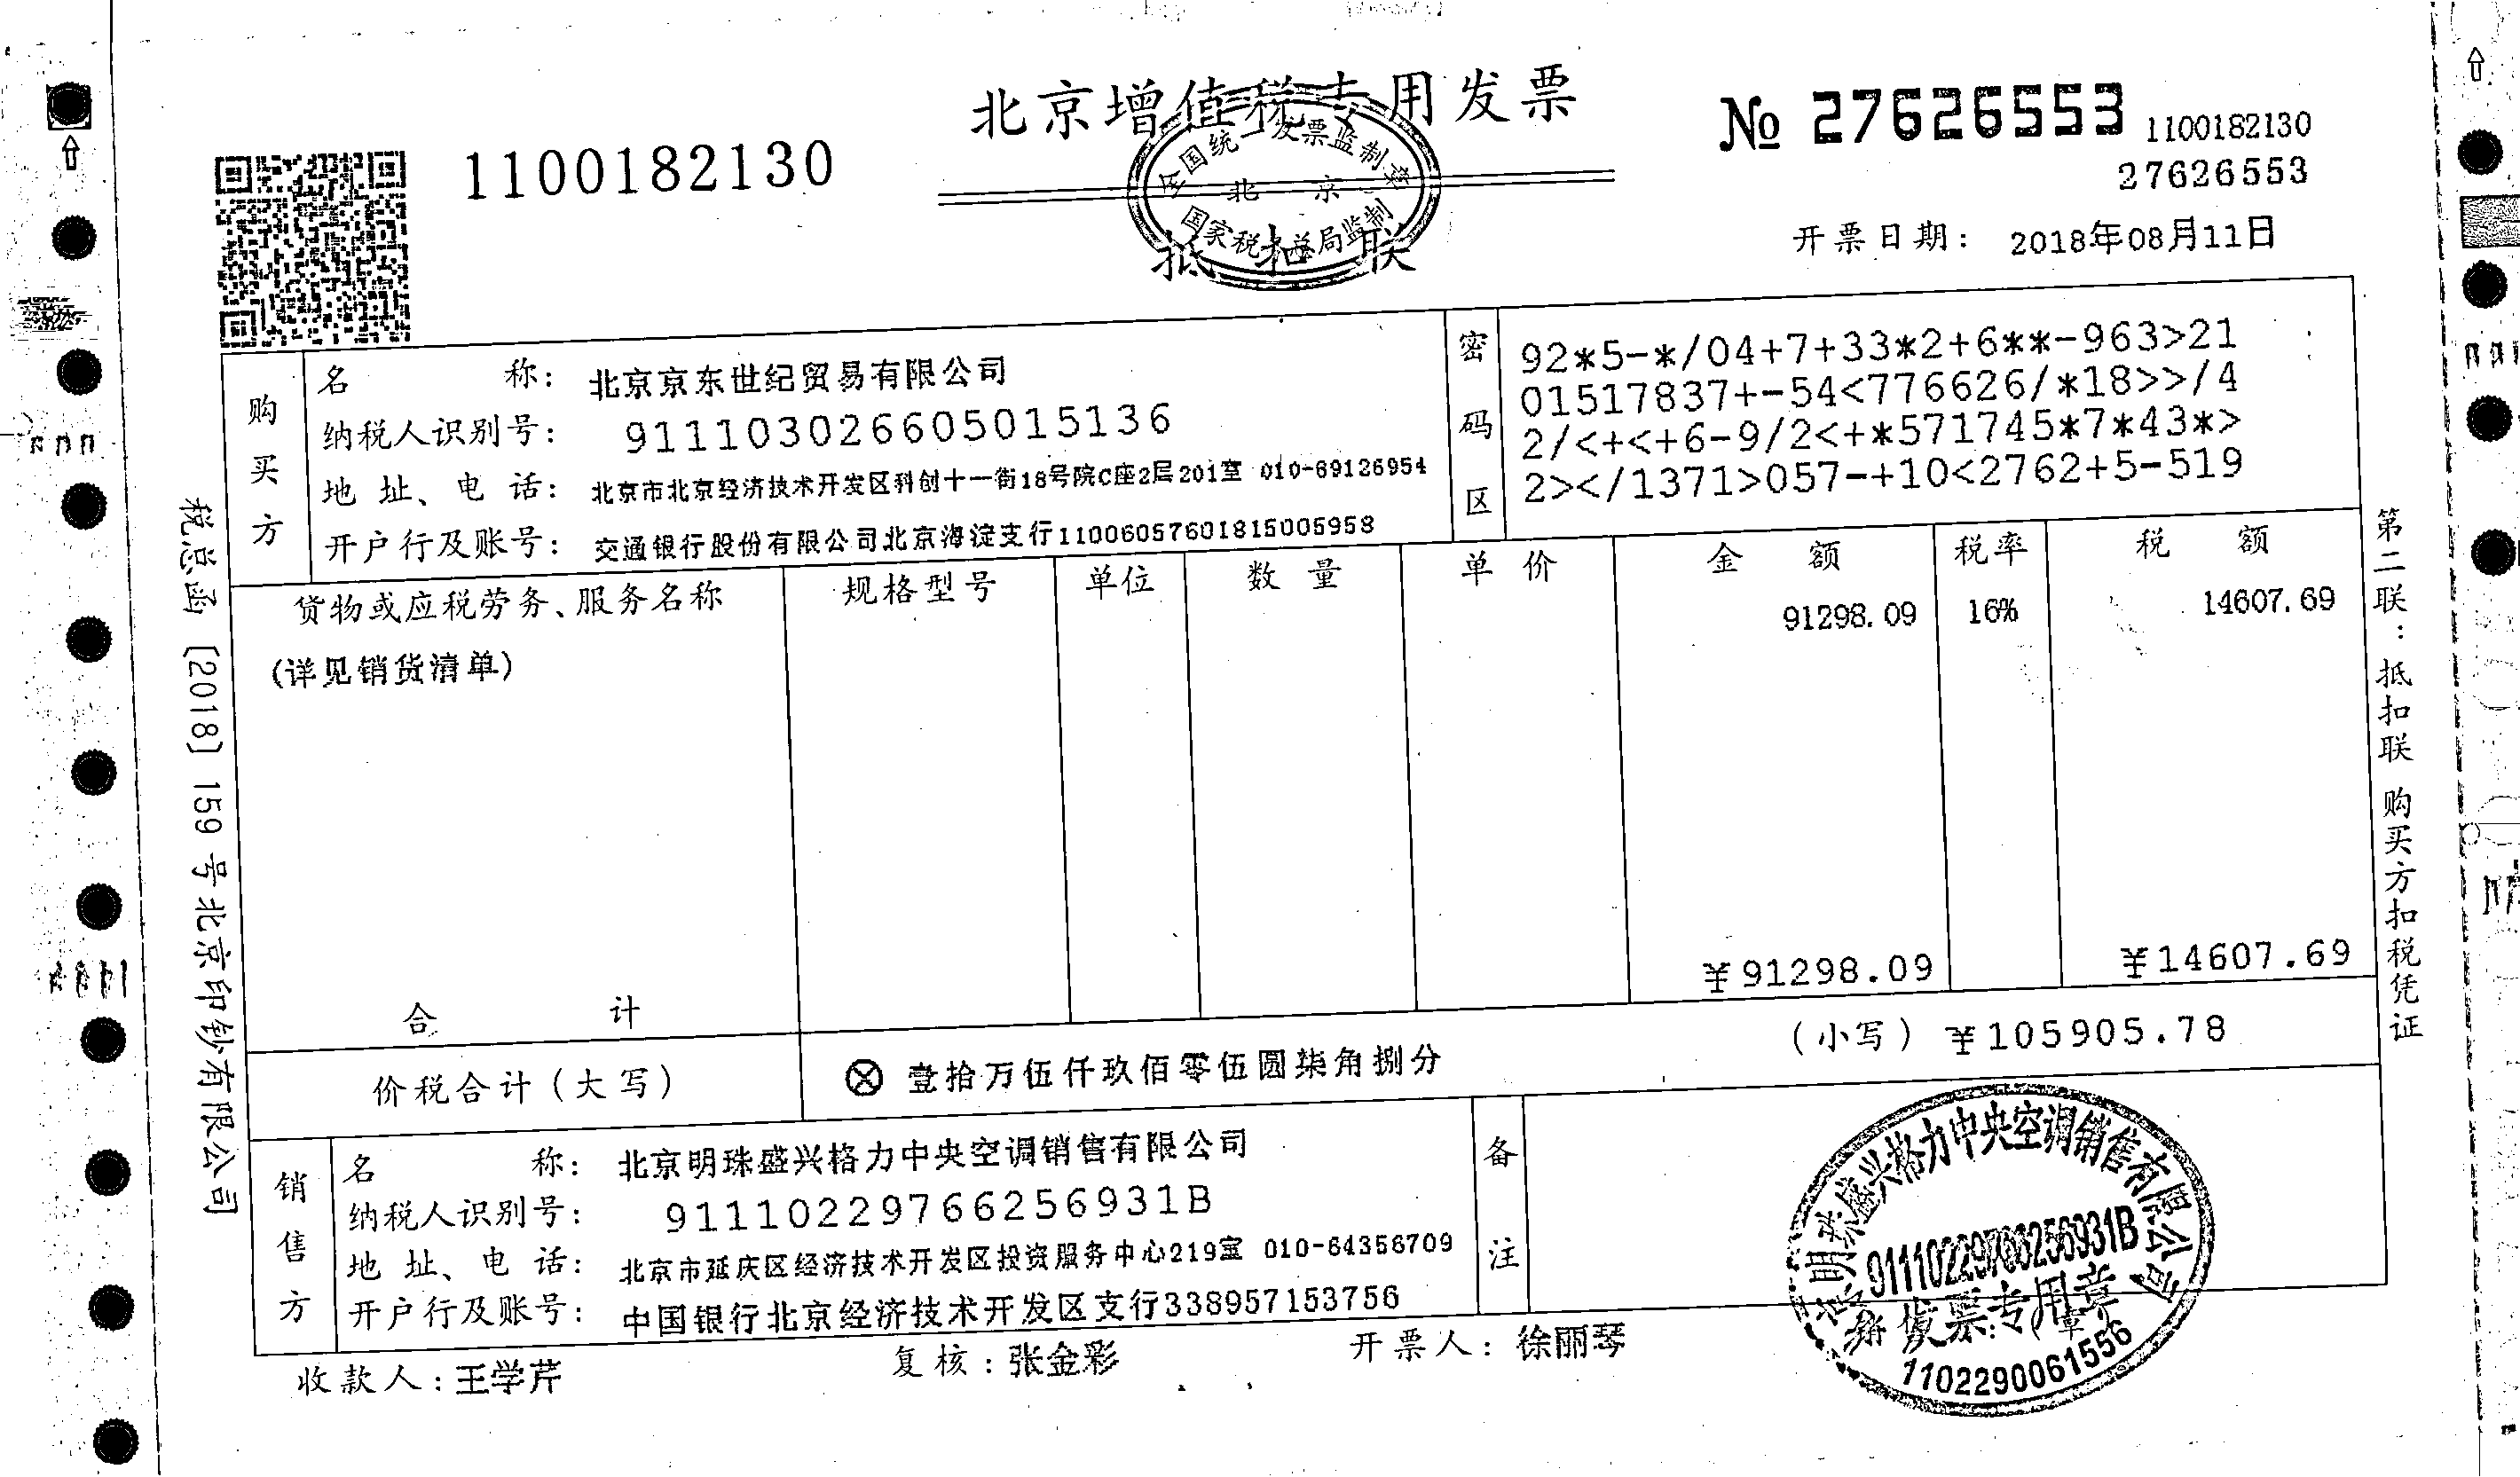 北京增值税专用发票
1100182130
№ 27626553
1100182130
27626553
全国统一发票监制章
北京
国家税务总局监制
抵扣联
开票日期: 2018年08月11日
购买方
名称: 北京京东世纪贸易有限公司
纳税人识别号: 911103026605015136
地址、电话: 北京市北京经济技术开发区科创十一街18号院C座2层201室 010-69126954
开户行及账号: 交通银行股份有限公司北京海淀支行110060576018150005958
密码区
92*5-*/04+7+33*2+6**-963>21
01517837+-54<776626/*18>>/4
2/<+<+6-9/2<+*571745*7*43*>
2></1371>057-+10<2762+5-519
货物或应税劳务、服务名称 规格型号 单位 数量 单价 金额 税率 税额
91298.09 16% 14607.69
(详见销货清单)
合计 ¥91298.09 ¥14607.69
价税合计(大写) ⊗壹拾万伍仟玖佰零伍圆柒角捌分 (小写) ¥105905.78
销售方
名称: 北京明珠盛兴格力中央空调销售有限公司
纳税人识别号: 91110229766256931B
地址、电话: 北京市延庆区经济技术开发区投资服务中心219室 010-64356709
开户行及账号: 中国银行北京经济技术开发区支行338957153756
备注
收款人: 王学芹 复核: 张金彩 开票人: 徐丽琴
北京明珠盛兴格力中央空调销售有限公司
91110229766256931B
发票专用章
1102290061556
税总函 [2018] 159 号北京印钞有限公司
第二联: 抵扣联 购买方扣税凭证